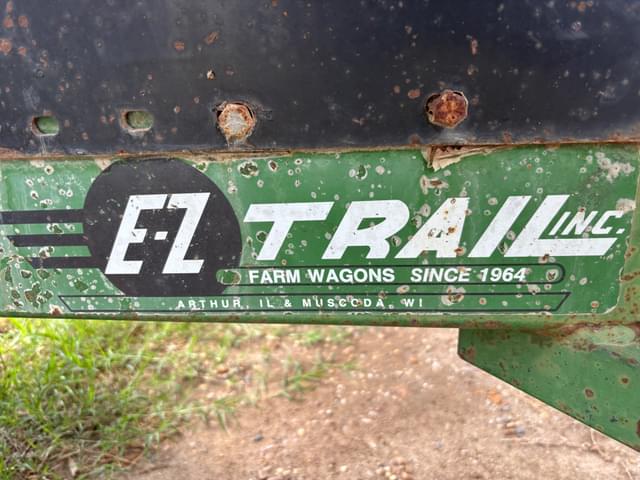 E-Z TRAIL INC.
FARM WAGONS SINCE 1964
ARTHUR, IL & MUSCODA, WI